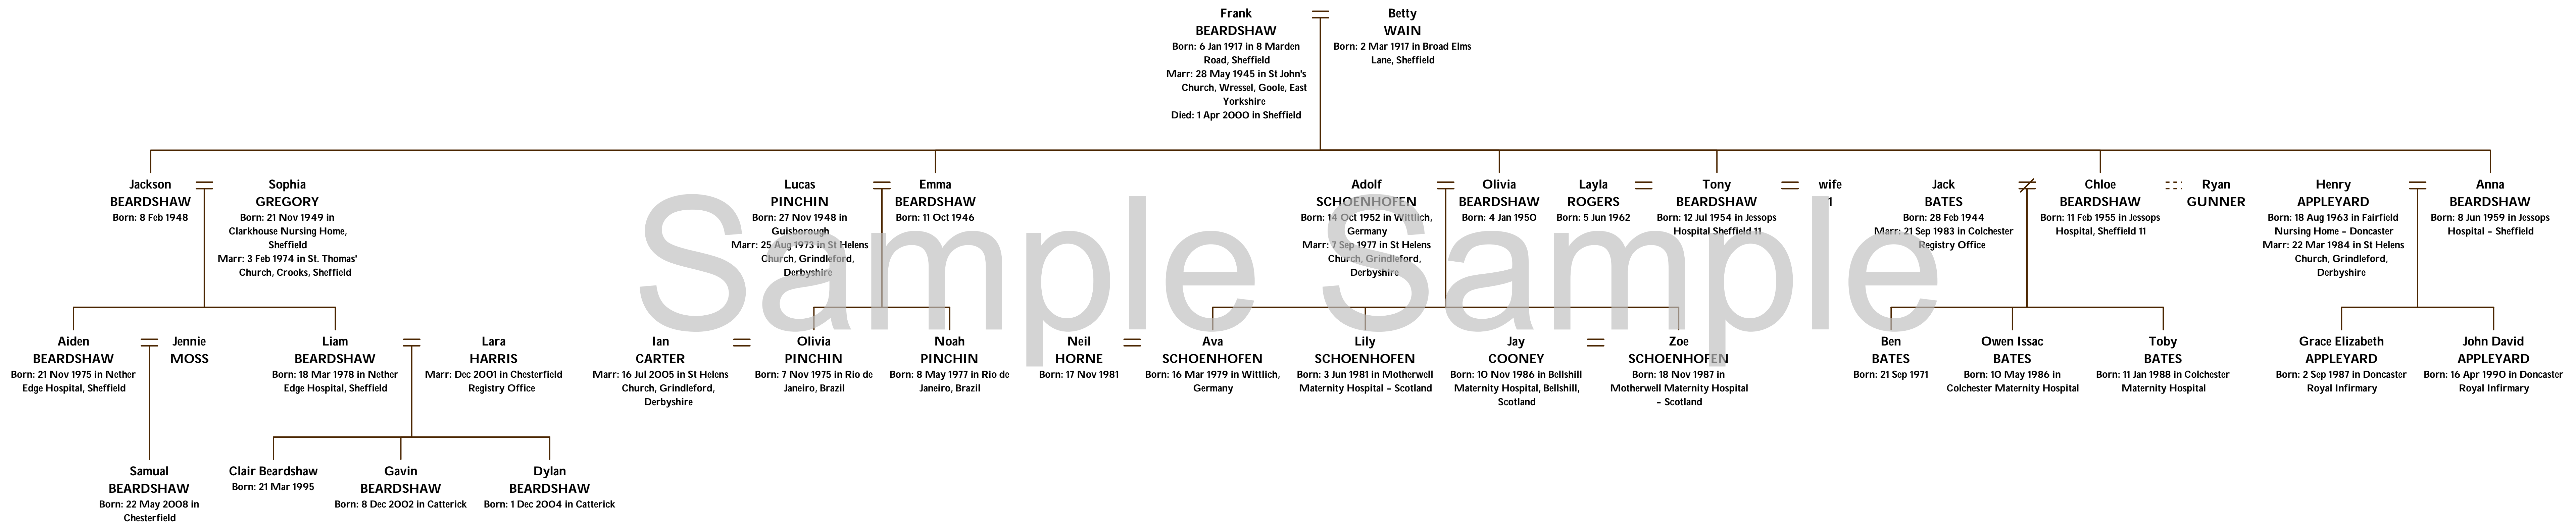 Frank
BEARDSHAW
Born: 6 Jan 1917 in 8 Marden
Road, Sheffield
Marr: 28 May 1945 in St John's
Church, Wressel, Goole, East
Yorkshire
Died: 1 Apr 2000 in Sheffield
Betty
WAIN
Born: 2 Mar 1917 in Broad Elms
Lane, Sheffield
Jackson
BEARDSHAW
Born: 8 Feb 1948
Sophia
GREGORY
Born: 21 Nov 1949 in
Clarkhouse Nursing Home,
Sheffield
Marr: 3 Feb 1974 in St. Thomas'
Church, Crooks, Sheffield
Lucas
PINCHIN
Born: 27 Nov 1948 in
Guisborough
Marr: 25 Aug 1973 in St Helens
Church, Grindleford,
Derbyshire
Emma
BEARDSHAW
Born: 11 Oct 1946
Adolf
SCHOENHOFEN
Born: 14 Oct 1952 in Wittlich,
Germany
Marr: 7 Sep 1977 in St Helens
Church, Grindleford,
Derbyshire
Olivia
BEARDSHAW
Born: 4 Jan 1950
Layla
ROGERS
Born: 5 Jun 1962
Tony
BEARDSHAW
Born: 12 Jul 1954 in Jessops
Hospital Sheffield 11
wife
1
Jack
BATES
Born: 28 Feb 1944
Marr: 21 Sep 1983 in Colchester
Registry Office
Chloe
BEARDSHAW
Born: 11 Feb 1955 in Jessops
Hospital, Sheffield 11
Ryan
GUNNER
Henry
APPLEYARD
Born: 18 Aug 1963 in Fairfield
Nursing Home - Doncaster
Marr: 22 Mar 1984 in St Helens
Church, Grindleford,
Derbyshire
Anna
BEARDSHAW
Born: 8 Jun 1959 in Jessops
Hospital - Sheffield
Sample Sample
Aiden
BEARDSHAW
Born: 21 Nov 1975 in Nether
Edge Hospital, Sheffield
Jennie
MOSS
Liam
BEARDSHAW
Born: 18 Mar 1978 in Nether
Edge Hospital, Sheffield
Lara
HARRIS
Marr: Dec 2001 in Chesterfield
Registry Office
Ian
CARTER
Marr: 16 Jul 2005 in St Helens
Church, Grindleford,
Derbyshire
Olivia
PINCHIN
Born: 7 Nov 1975 in Rio de
Janeiro, Brazil
Noah
PINCHIN
Born: 8 May 1977 in Rio de
Janeiro, Brazil
Neil
HORNE
Born: 17 Nov 1981
Ava
SCHOENHOFEN
Born: 16 Mar 1979 in Wittlich,
Germany
Lily
SCHOENHOFEN
Born: 3 Jun 1981 in Motherwell
Maternity Hospital - Scotland
Jay
COONEY
Born: 10 Nov 1986 in Bellshill
Maternity Hospital, Bellshill,
Scotland
Zoe
SCHOENHOFEN
Born: 18 Nov 1987 in
Motherwell Maternity Hospital
- Scotland
Ben
BATES
Born: 21 Sep 1971
Owen Issac
BATES
Born: 10 May 1986 in
Colchester Maternity Hospital
Toby
BATES
Born: 11 Jan 1988 in Colchester
Maternity Hospital
Grace Elizabeth
APPLEYARD
Born: 2 Sep 1987 in Doncaster
Royal Infirmary
John David
APPLEYARD
Born: 16 Apr 1990 in Doncaster
Royal Infirmary
Samual
BEARDSHAW
Born: 22 May 2008 in
Chesterfield
Clair Beardshaw
Born: 21 Mar 1995
Gavin
BEARDSHAW
Born: 8 Dec 2002 in Catterick
Dylan
BEARDSHAW
Born: 1 Dec 2004 in Catterick